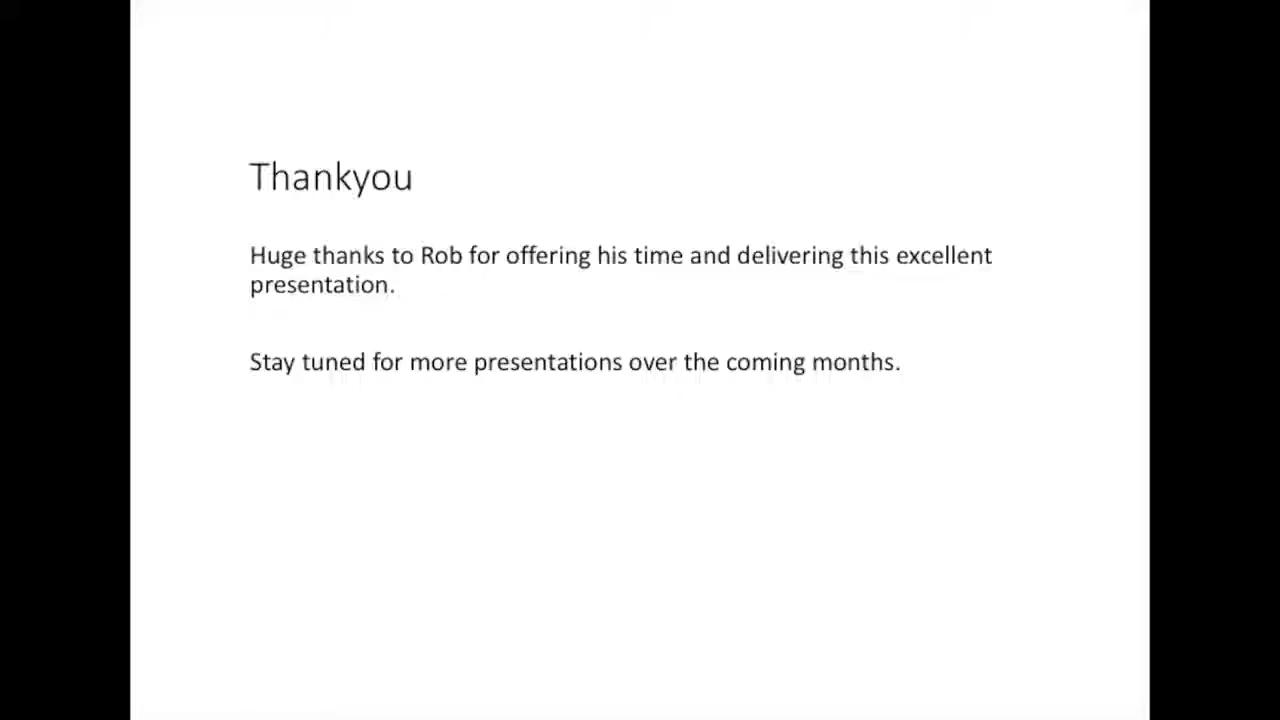 Thankyou
Huge thanks to Rob for offering his time and delivering this excellent
presentation.
Stay tuned for more presentations over the coming months.